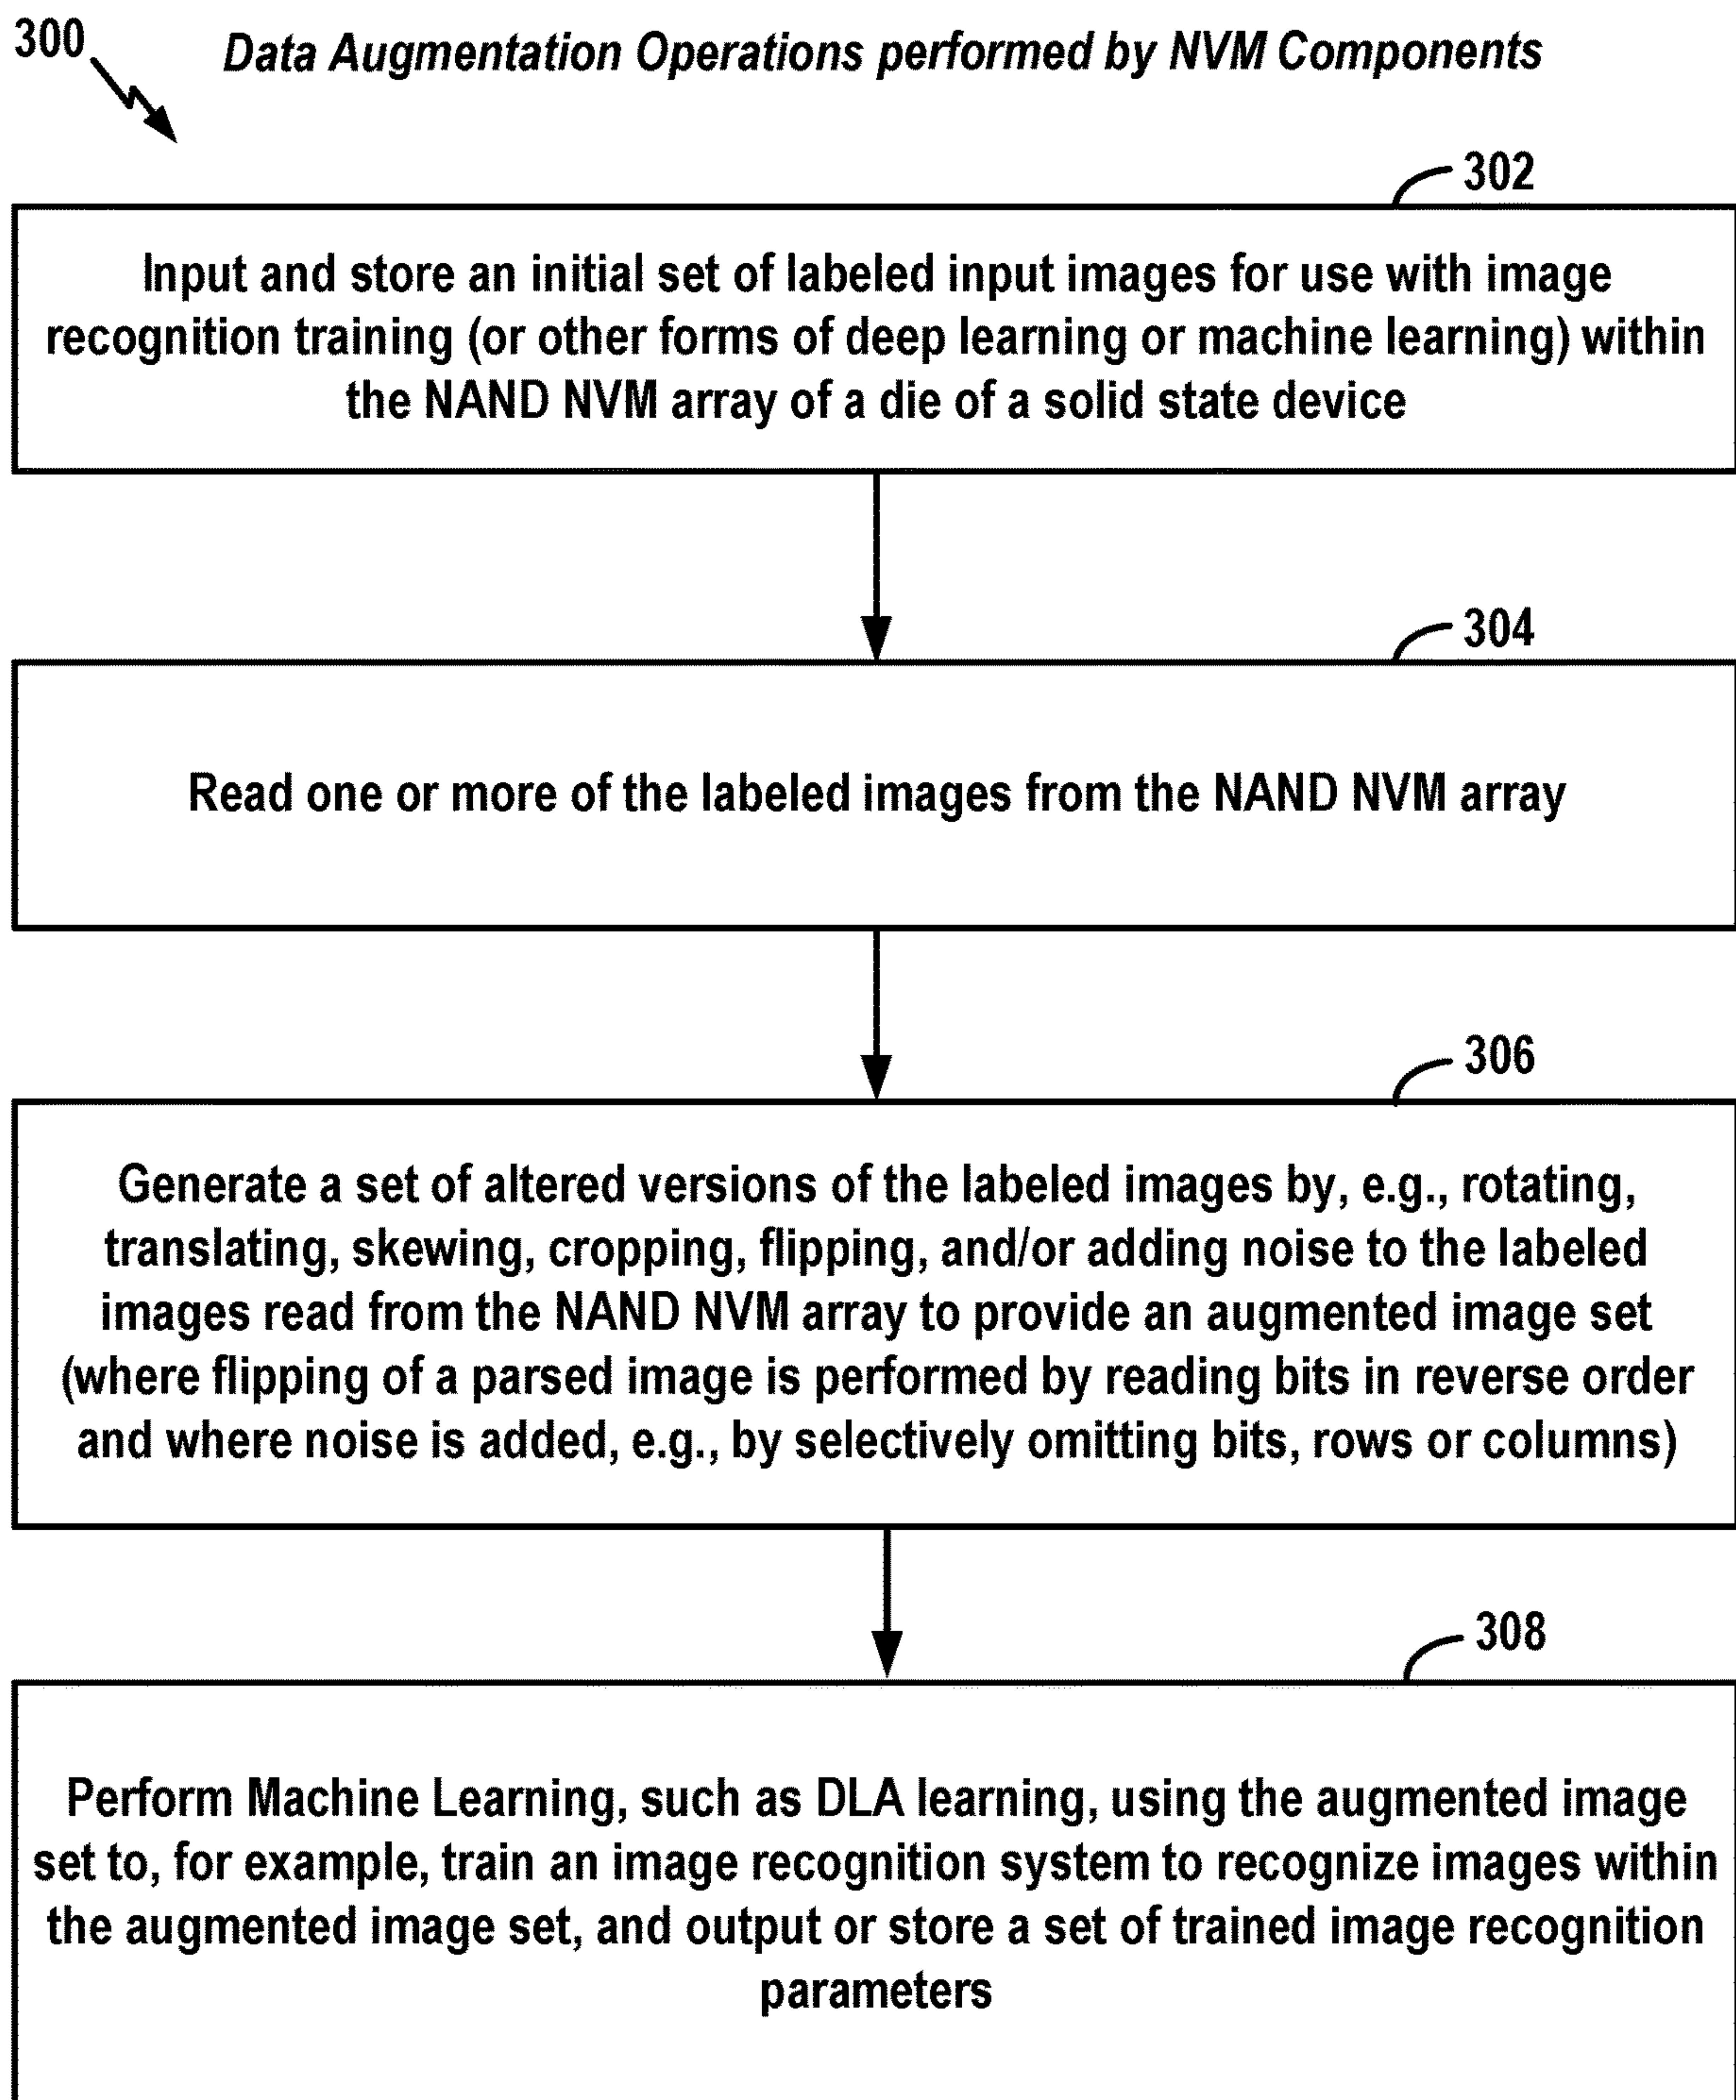 300
Data Augmentation Operations performed by NVM Components
302
Input and store an initial set of labeled input images for use with image
recognition training (or other forms of deep learning or machine learning) within
the NAND NVM array of a die of a solid state device
304
Read one or more of the labeled images from the NAND NVM array
306
Generate a set of altered versions of the labeled images by, e.g., rotating,
translating, skewing, cropping, flipping, and/or adding noise to the labeled
images read from the NAND NVM array to provide an augmented image set
(where flipping of a parsed image is performed by reading bits in reverse order
and where noise is added, e.g., by selectively omitting bits, rows or columns)
308
Perform Machine Learning, such as DLA learning, using the augmented image
set to, for example, train an image recognition system to recognize images within
the augmented image set, and output or store a set of trained image recognition
parameters